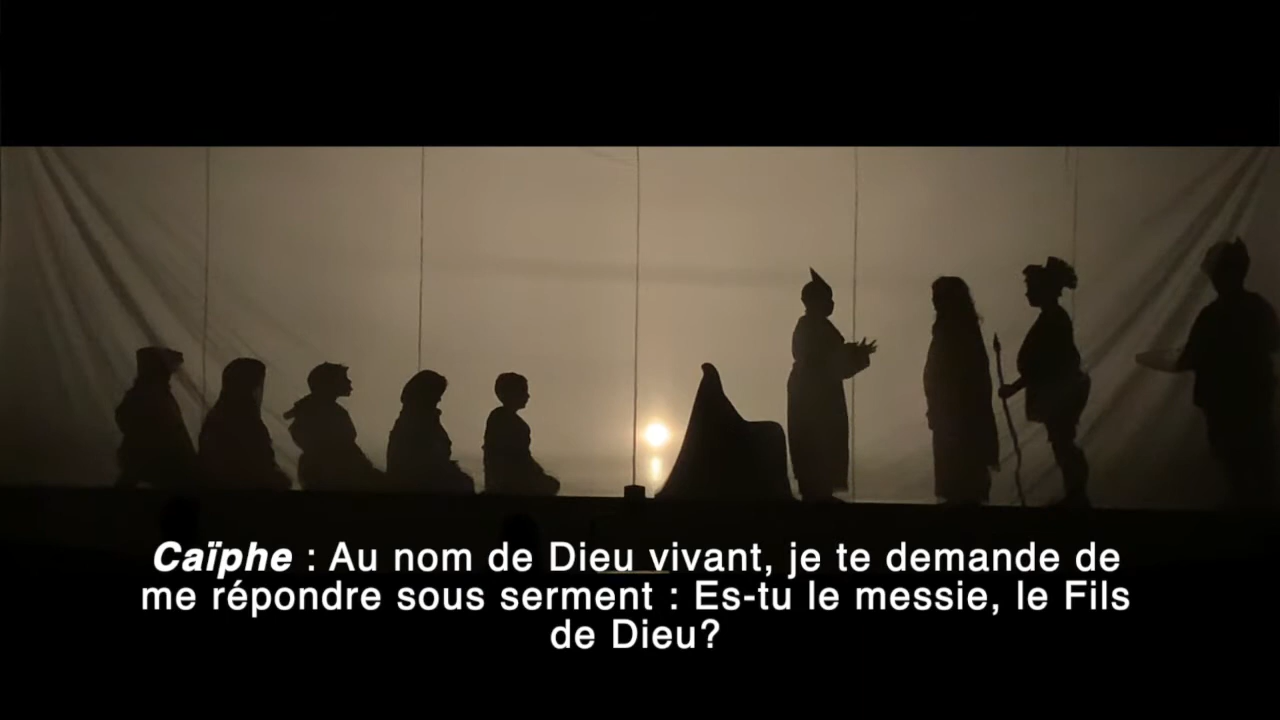 Caïphe : Au nom de Dieu vivant, je te demande de
me répondre sous serment : Es-tu le messie, le Fils
de Dieu?